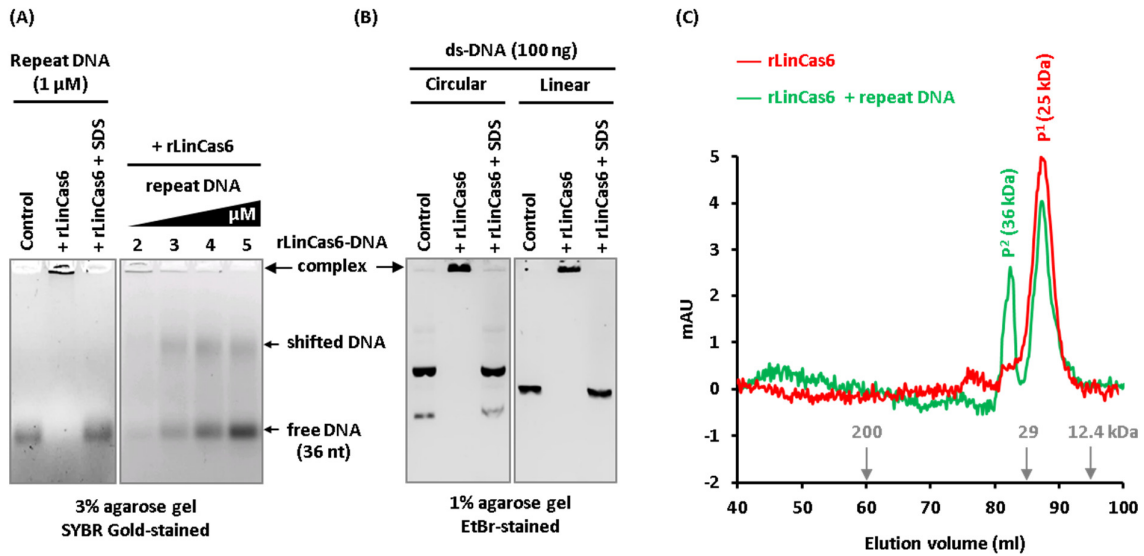 (A)
Repeat DNA
(1 µM)
Control
+ rLinCas6
+ rLinCas6 + SDS
+ rLinCas6
repeat DNA
µM
2 3 4 5
rLinCas6-DNA
complex
shifted DNA
free DNA
(36 nt)
3% agarose gel
SYBR Gold-stained
(B)
ds-DNA (100 ng)
Circular
Linear
Control
+ rLinCas6
+ rLinCas6 + SDS
Control
+ rLinCas6
+ rLinCas6 + SDS
1% agarose gel
EtBr-stained
(C)
rLinCas6
rLinCas6 + repeat DNA
P¹ (25 kDa)
P² (36 kDa)
mAU
5
4
3
2
1
0
-1
-2
200
29
12.4 kDa
40 50 60 70 80 90 100
Elution volume (ml)